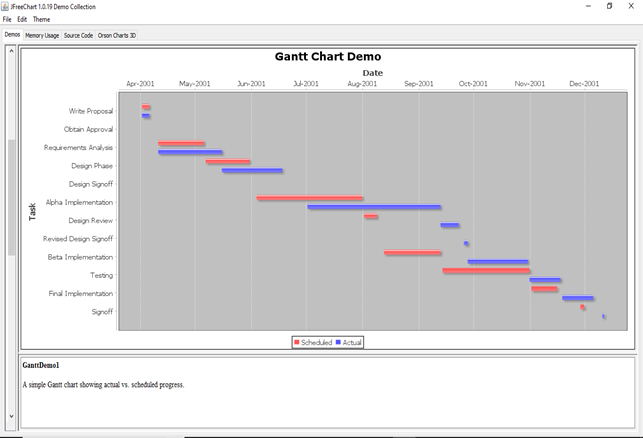 JFreeChart 1.0.19 Demo Collection
File Edit Theme
Demos Memory Usage Source Code Orson Charts 3D
Gantt Chart Demo
Date
Apr-2001 May-2001 Jun-2001 Jul-2001 Aug-2001 Sep-2001 Oct-2001 Nov-2001 Dec-2001
Task
Write Proposal
Obtain Approval
Requirements Analysis
Design Phase
Design Signoff
Alpha Implementation
Design Review
Revised Design Signoff
Beta Implementation
Testing
Final Implementation
Signoff
Scheduled Actual
GanttDemo1
A simple Gantt chart showing actual vs. scheduled progress.